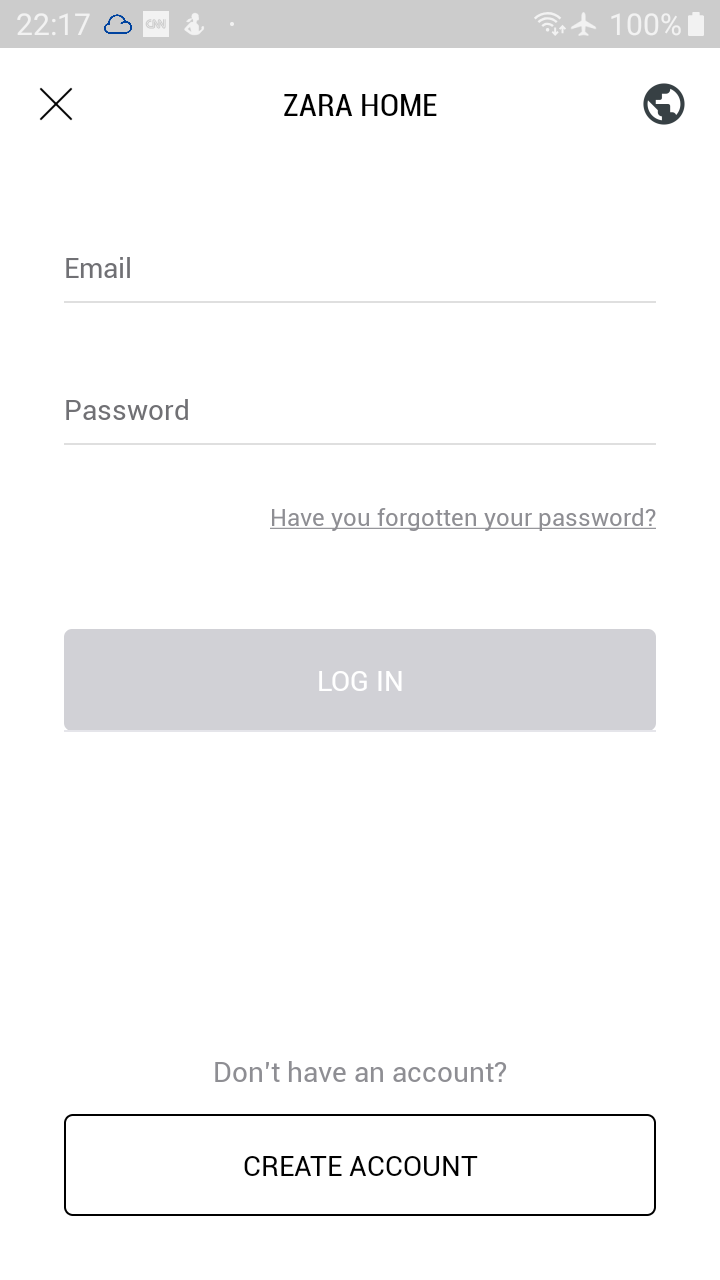 22:17 CNN 100%
ZARA HOME
Email
Password
Have you forgotten your password?
LOG IN
Don't have an account?
CREATE ACCOUNT